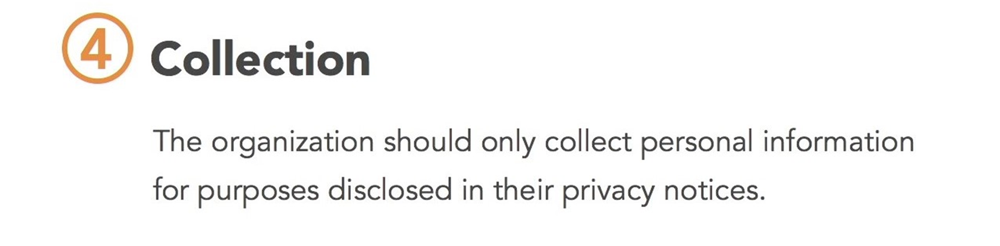 4 Collection
The organization should only collect personal information
for purposes disclosed in their privacy notices.